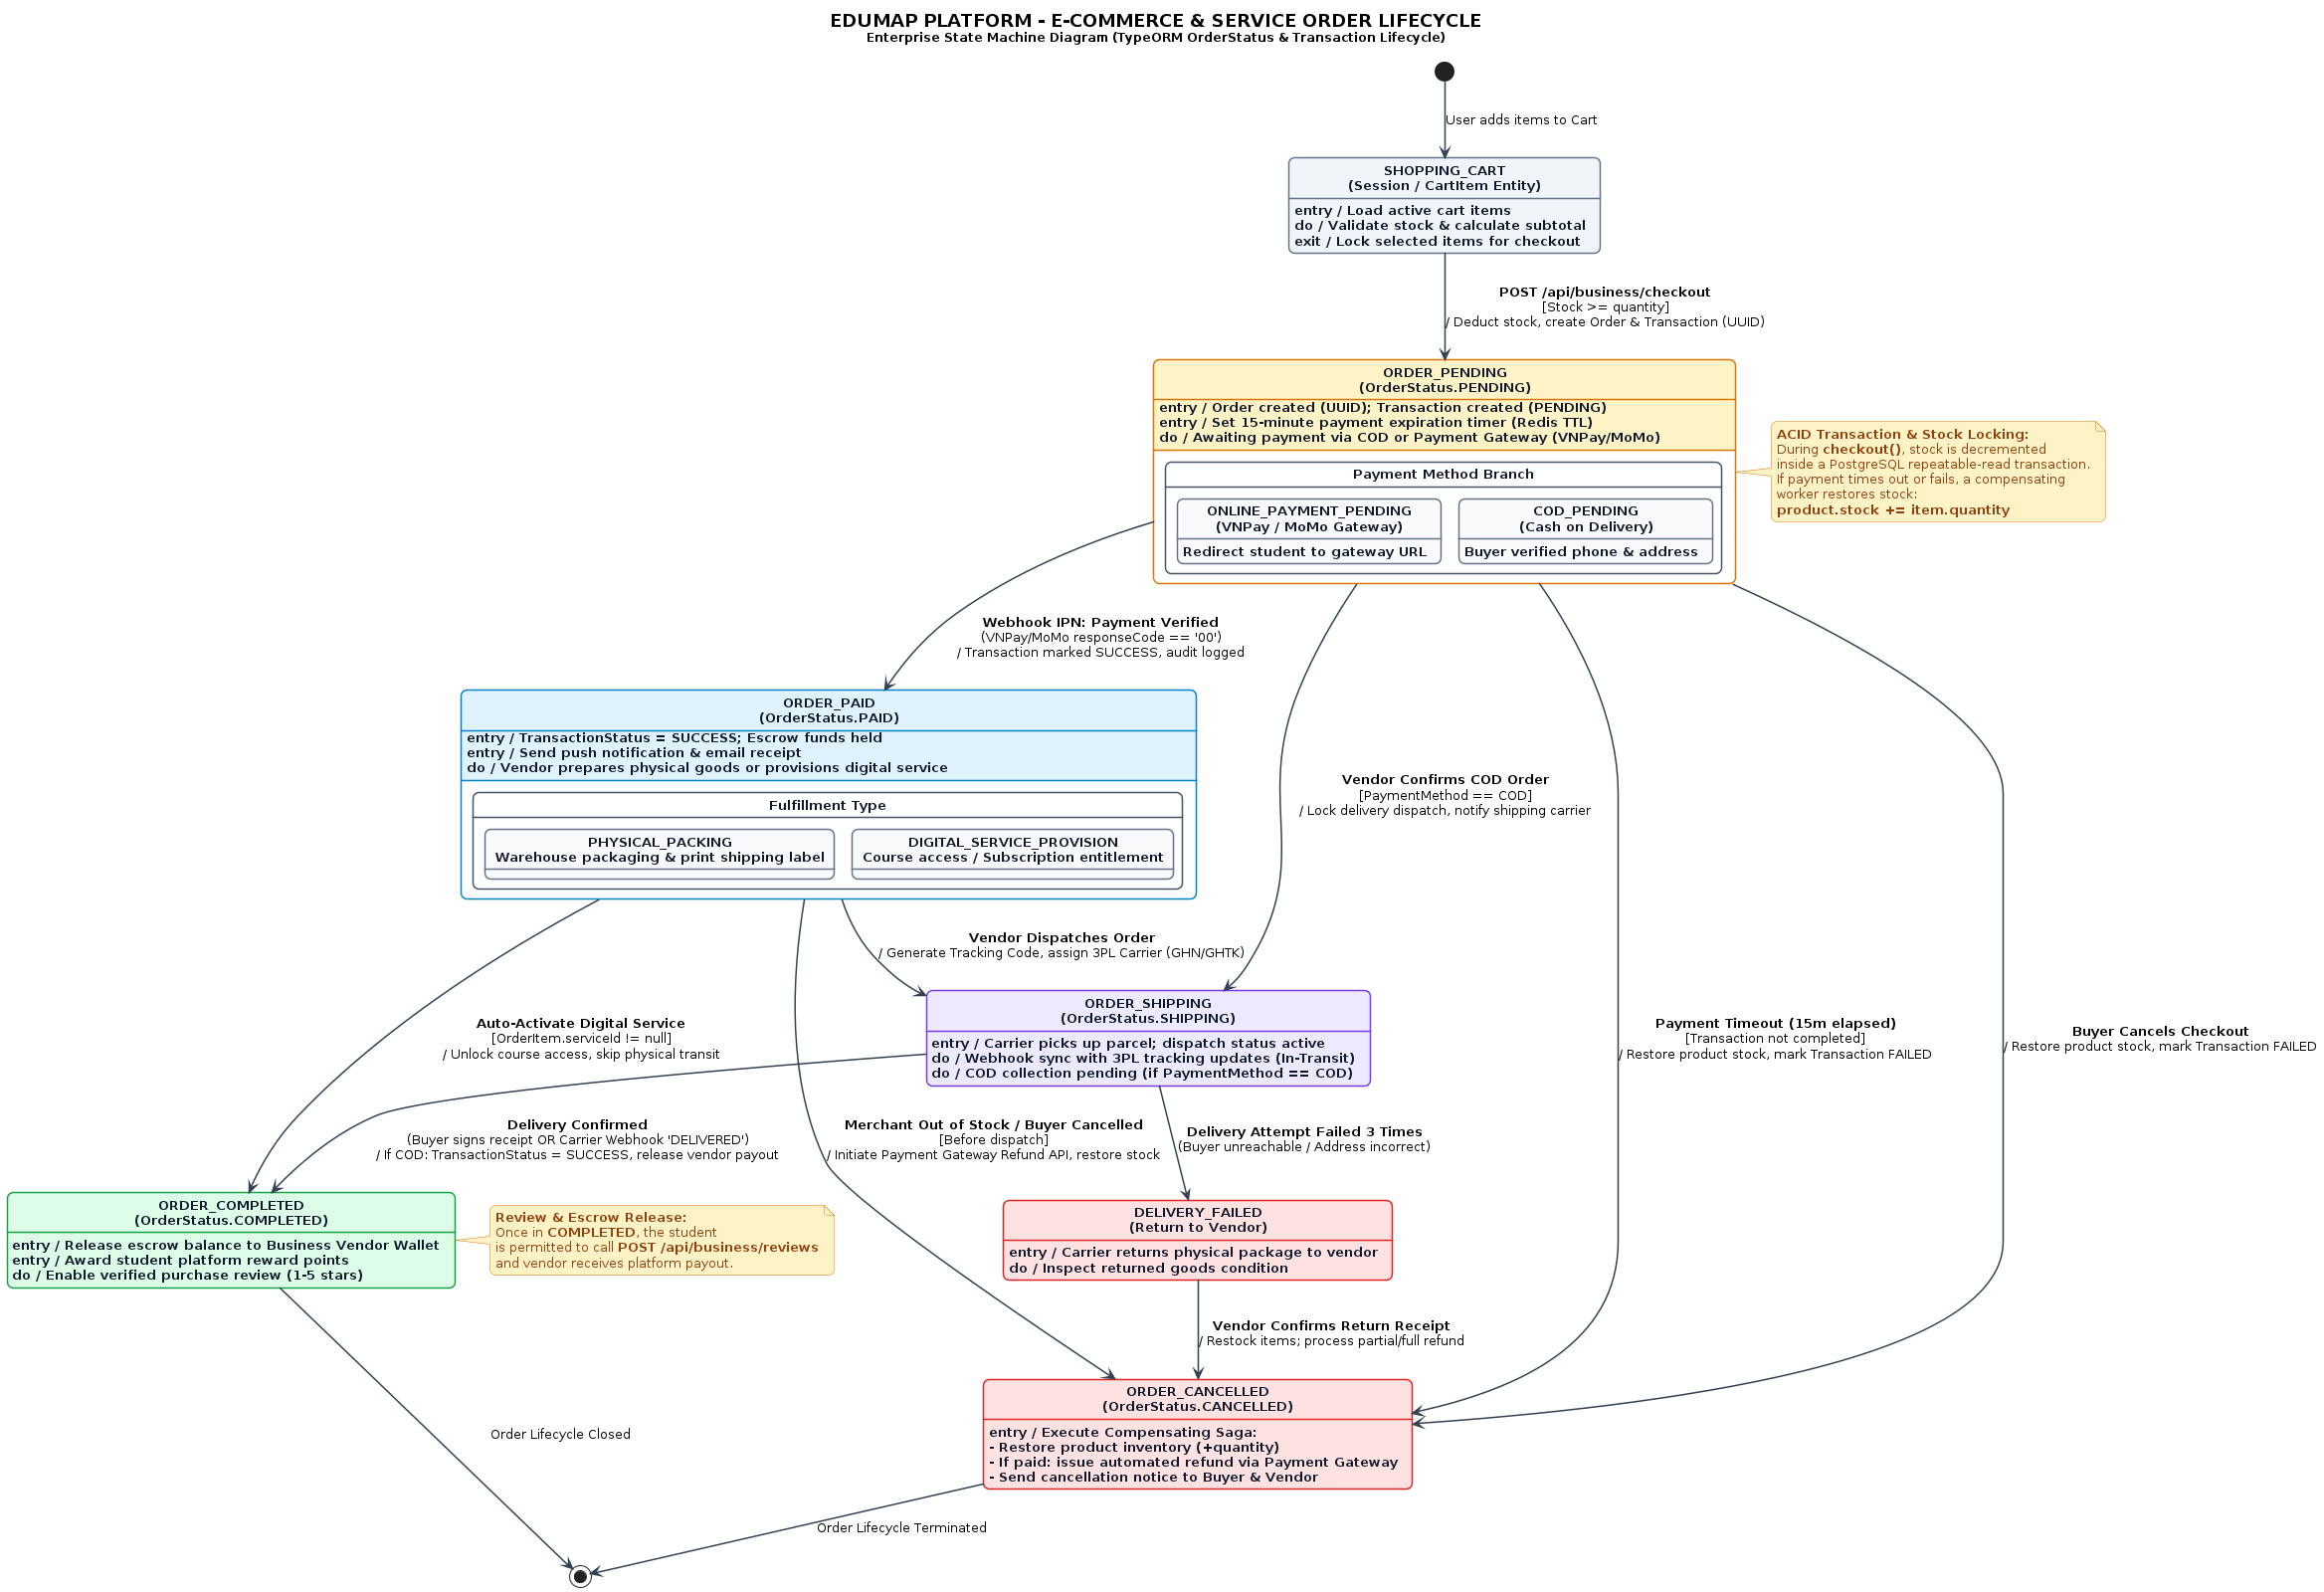 EDUMAP PLATFORM - E-COMMERCE & SERVICE ORDER LIFECYCLE
Enterprise State Machine Diagram (TypeORM OrderStatus & Transaction Lifecycle)
User adds items to Cart
SHOPPING_CART
(Session / CartItem Entity)
entry / Load active cart items
do / Validate stock & calculate subtotal
exit / Lock selected items for checkout
POST /api/business/checkout
[Stock >= quantity]
/ Deduct stock, create Order & Transaction (UUID)
ORDER_PENDING
(OrderStatus.PENDING)
entry / Order created (UUID); Transaction created (PENDING)
entry / Set 15-minute payment expiration timer (Redis TTL)
do / Awaiting payment via COD or Payment Gateway (VNPay/MoMo)
Payment Method Branch
ONLINE_PAYMENT_PENDING
(VNPay / MoMo Gateway)
Redirect student to gateway URL
COD_PENDING
(Cash on Delivery)
Buyer verified phone & address
ACID Transaction & Stock Locking:
During checkout(), stock is decremented
inside a PostgreSQL repeatable-read transaction.
If payment times out or fails, a compensating
worker restores stock:
product.stock += item.quantity
Webhook IPN: Payment Verified
(VNPay/MoMo responseCode == '00')
/ Transaction marked SUCCESS, audit logged
ORDER_PAID
(OrderStatus.PAID)
entry / TransactionStatus = SUCCESS; Escrow funds held
entry / Send push notification & email receipt
do / Vendor prepares physical goods or provisions digital service
Fulfillment Type
PHYSICAL_PACKING
Warehouse packaging & print shipping label
DIGITAL_SERVICE_PROVISION
Course access / Subscription entitlement
Vendor Confirms COD Order
[PaymentMethod == COD]
/ Lock delivery dispatch, notify shipping carrier
Vendor Dispatches Order
/ Generate Tracking Code, assign 3PL Carrier (GHN/GHTK)
ORDER_SHIPPING
(OrderStatus.SHIPPING)
entry / Carrier picks up parcel; dispatch status active
do / Webhook sync with 3PL tracking updates (In-Transit)
do / COD collection pending (if PaymentMethod == COD)
Auto-Activate Digital Service
[OrderItem.serviceId != null]
/ Unlock course access, skip physical transit
Payment Timeout (15m elapsed)
[Transaction not completed]
/ Restore product stock, mark Transaction FAILED
Buyer Cancels Checkout
/ Restore product stock, mark Transaction FAILED
Delivery Confirmed
(Buyer signs receipt OR Carrier Webhook 'DELIVERED')
/ If COD: TransactionStatus = SUCCESS, release vendor payout
Merchant Out of Stock / Buyer Cancelled
[Before dispatch]
/ Initiate Payment Gateway Refund API, restore stock
Delivery Attempt Failed 3 Times
(Buyer unreachable / Address incorrect)
ORDER_COMPLETED
(OrderStatus.COMPLETED)
entry / Release escrow balance to Business Vendor Wallet
entry / Award student platform reward points
do / Enable verified purchase review (1-5 stars)
Review & Escrow Release:
Once in COMPLETED, the student
is permitted to call POST /api/business/reviews
and vendor receives platform payout.
DELIVERY_FAILED
(Return to Vendor)
entry / Carrier returns physical package to vendor
do / Inspect returned goods condition
Vendor Confirms Return Receipt
/ Restock items; process partial/full refund
ORDER_CANCELLED
(OrderStatus.CANCELLED)
entry / Execute Compensating Saga:
- Restore product inventory (+quantity)
- If paid: issue automated refund via Payment Gateway
- Send cancellation notice to Buyer & Vendor
Order Lifecycle Closed
Order Lifecycle Terminated